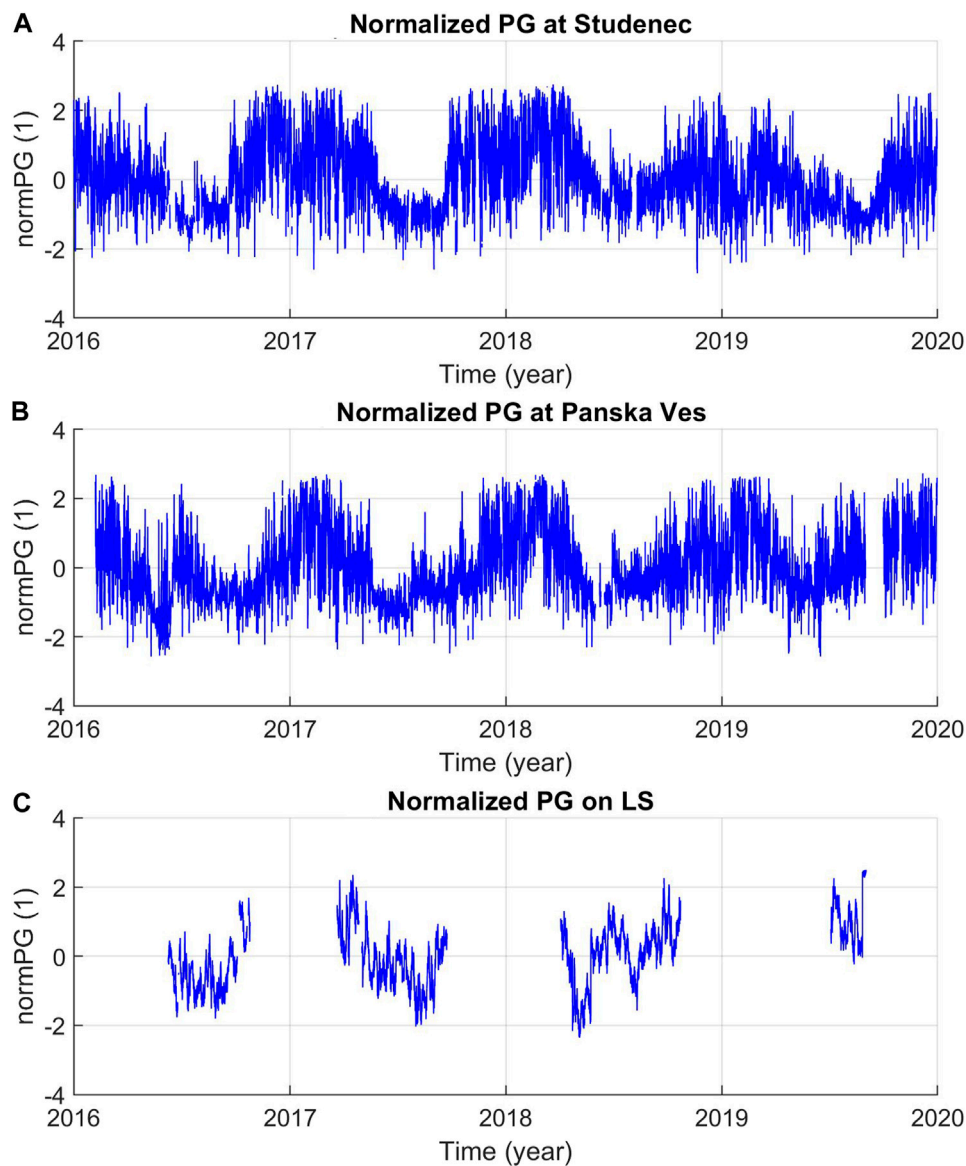 A
Normalized PG at Studenec
4
2
0
-2
-4
normPG (1)
2016 2017 2018 2019 2020
Time (year)
B
Normalized PG at Panska Ves
4
2
0
-2
-4
normPG (1)
2016 2017 2018 2019 2020
Time (year)
C
Normalized PG on LS
4
2
0
-2
-4
normPG (1)
2016 2017 2018 2019 2020
Time (year)